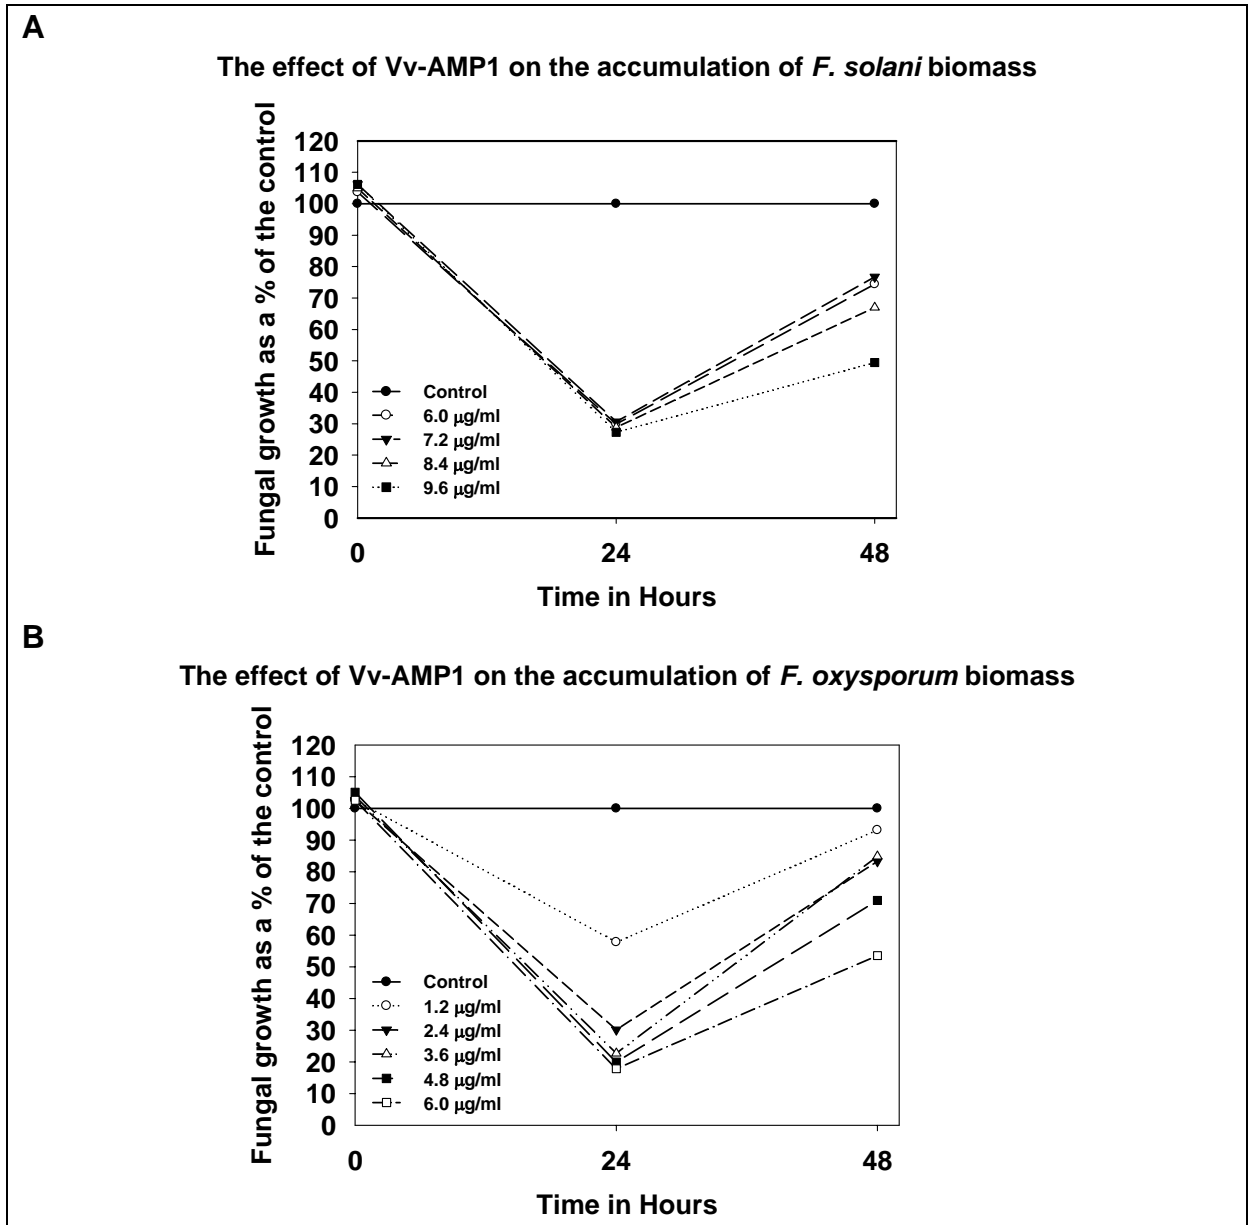 A
The effect of Vv-AMP1 on the accumulation of F. solani biomass
Fungal growth as a % of the control
120
110
100
90
80
70
60
50
40
30
20
10
0
Control
6.0 μg/ml
7.2 μg/ml
8.4 μg/ml
9.6 μg/ml
0 24 48
Time in Hours
B
The effect of Vv-AMP1 on the accumulation of F. oxysporum biomass
Fungal growth as a % of the control
120
110
100
90
80
70
60
50
40
30
20
10
0
Control
1.2 μg/ml
2.4 μg/ml
3.6 μg/ml
4.8 μg/ml
6.0 μg/ml
0 24 48
Time in Hours